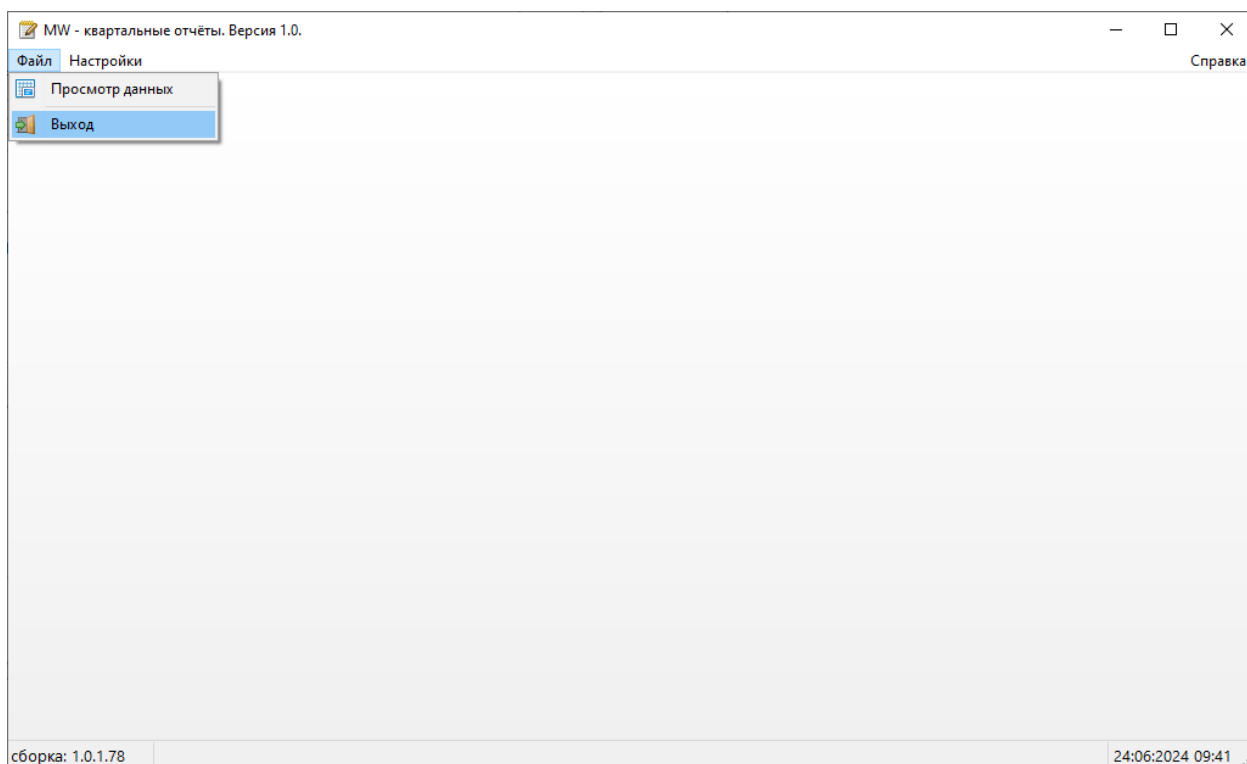 MW - квартальные отчёты. Версия 1.0.
Файл Настройки Справка
Просмотр данных
Выход
сборка: 1.0.1.78 24:06:2024 09:41